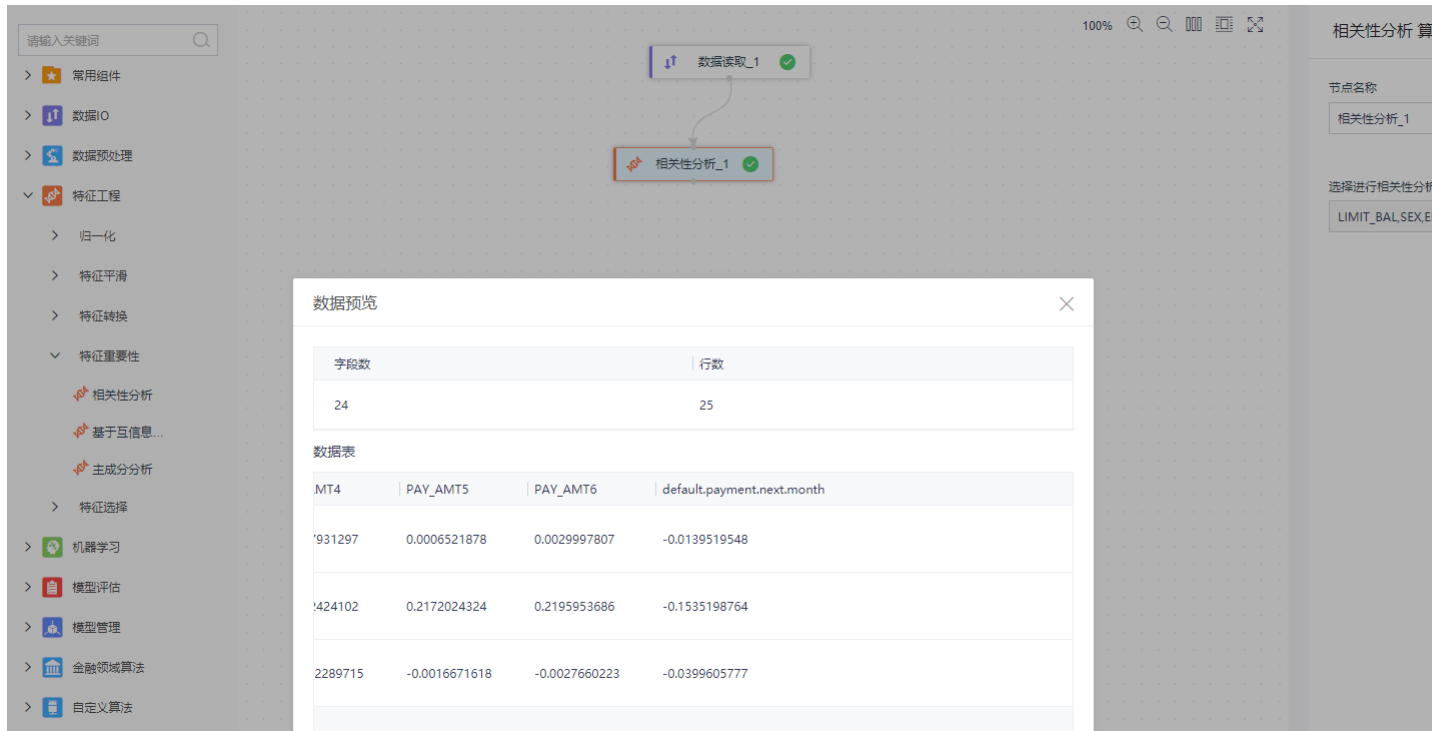 请输入关键词
常用组件
数据IO
数据预处理
特征工程
归一化
特征平滑
特征转换
特征重要性
相关性分析
基于互信息...
主成分分析
特征选择
机器学习
模型评估
模型管理
金融领域算法
自定义算法
数据读取_1
相关性分析_1
100%
数据预览
字段数 行数
24 25
数据表
MT4 PAY_AMT5 PAY_AMT6 default.payment.next.month
931297 0.0006521878 0.0029997807 -0.0139519548
424102 0.2172024324 0.2195953686 -0.1535198764
2289715 -0.0016671618 -0.0027660223 -0.0399605777
相关性分析 算
节点名称
相关性分析_1
选择进行相关性分析
LIMIT_BAL,SEX,E